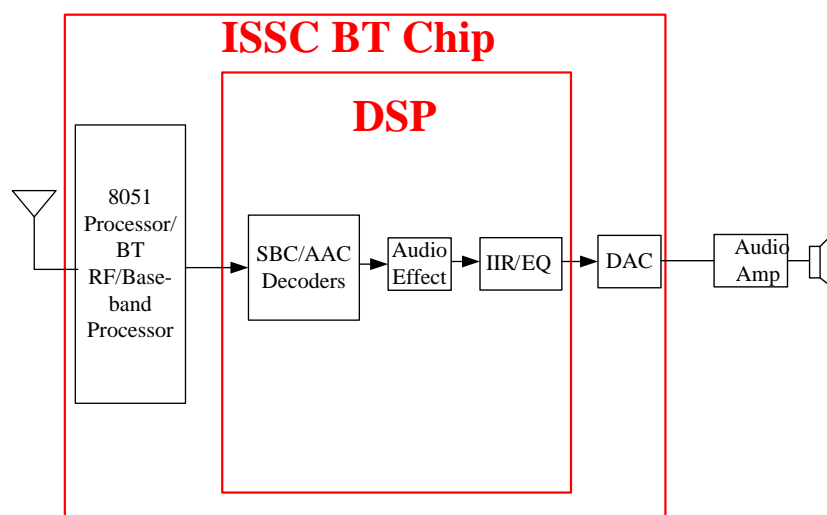 ISSC BT Chip
DSP
8051
Processor/
BT
RF/Base-
band
Processor
SBC/AAC
Decoders
Audio
Effect
IIR/EQ
DAC
Audio
Amp